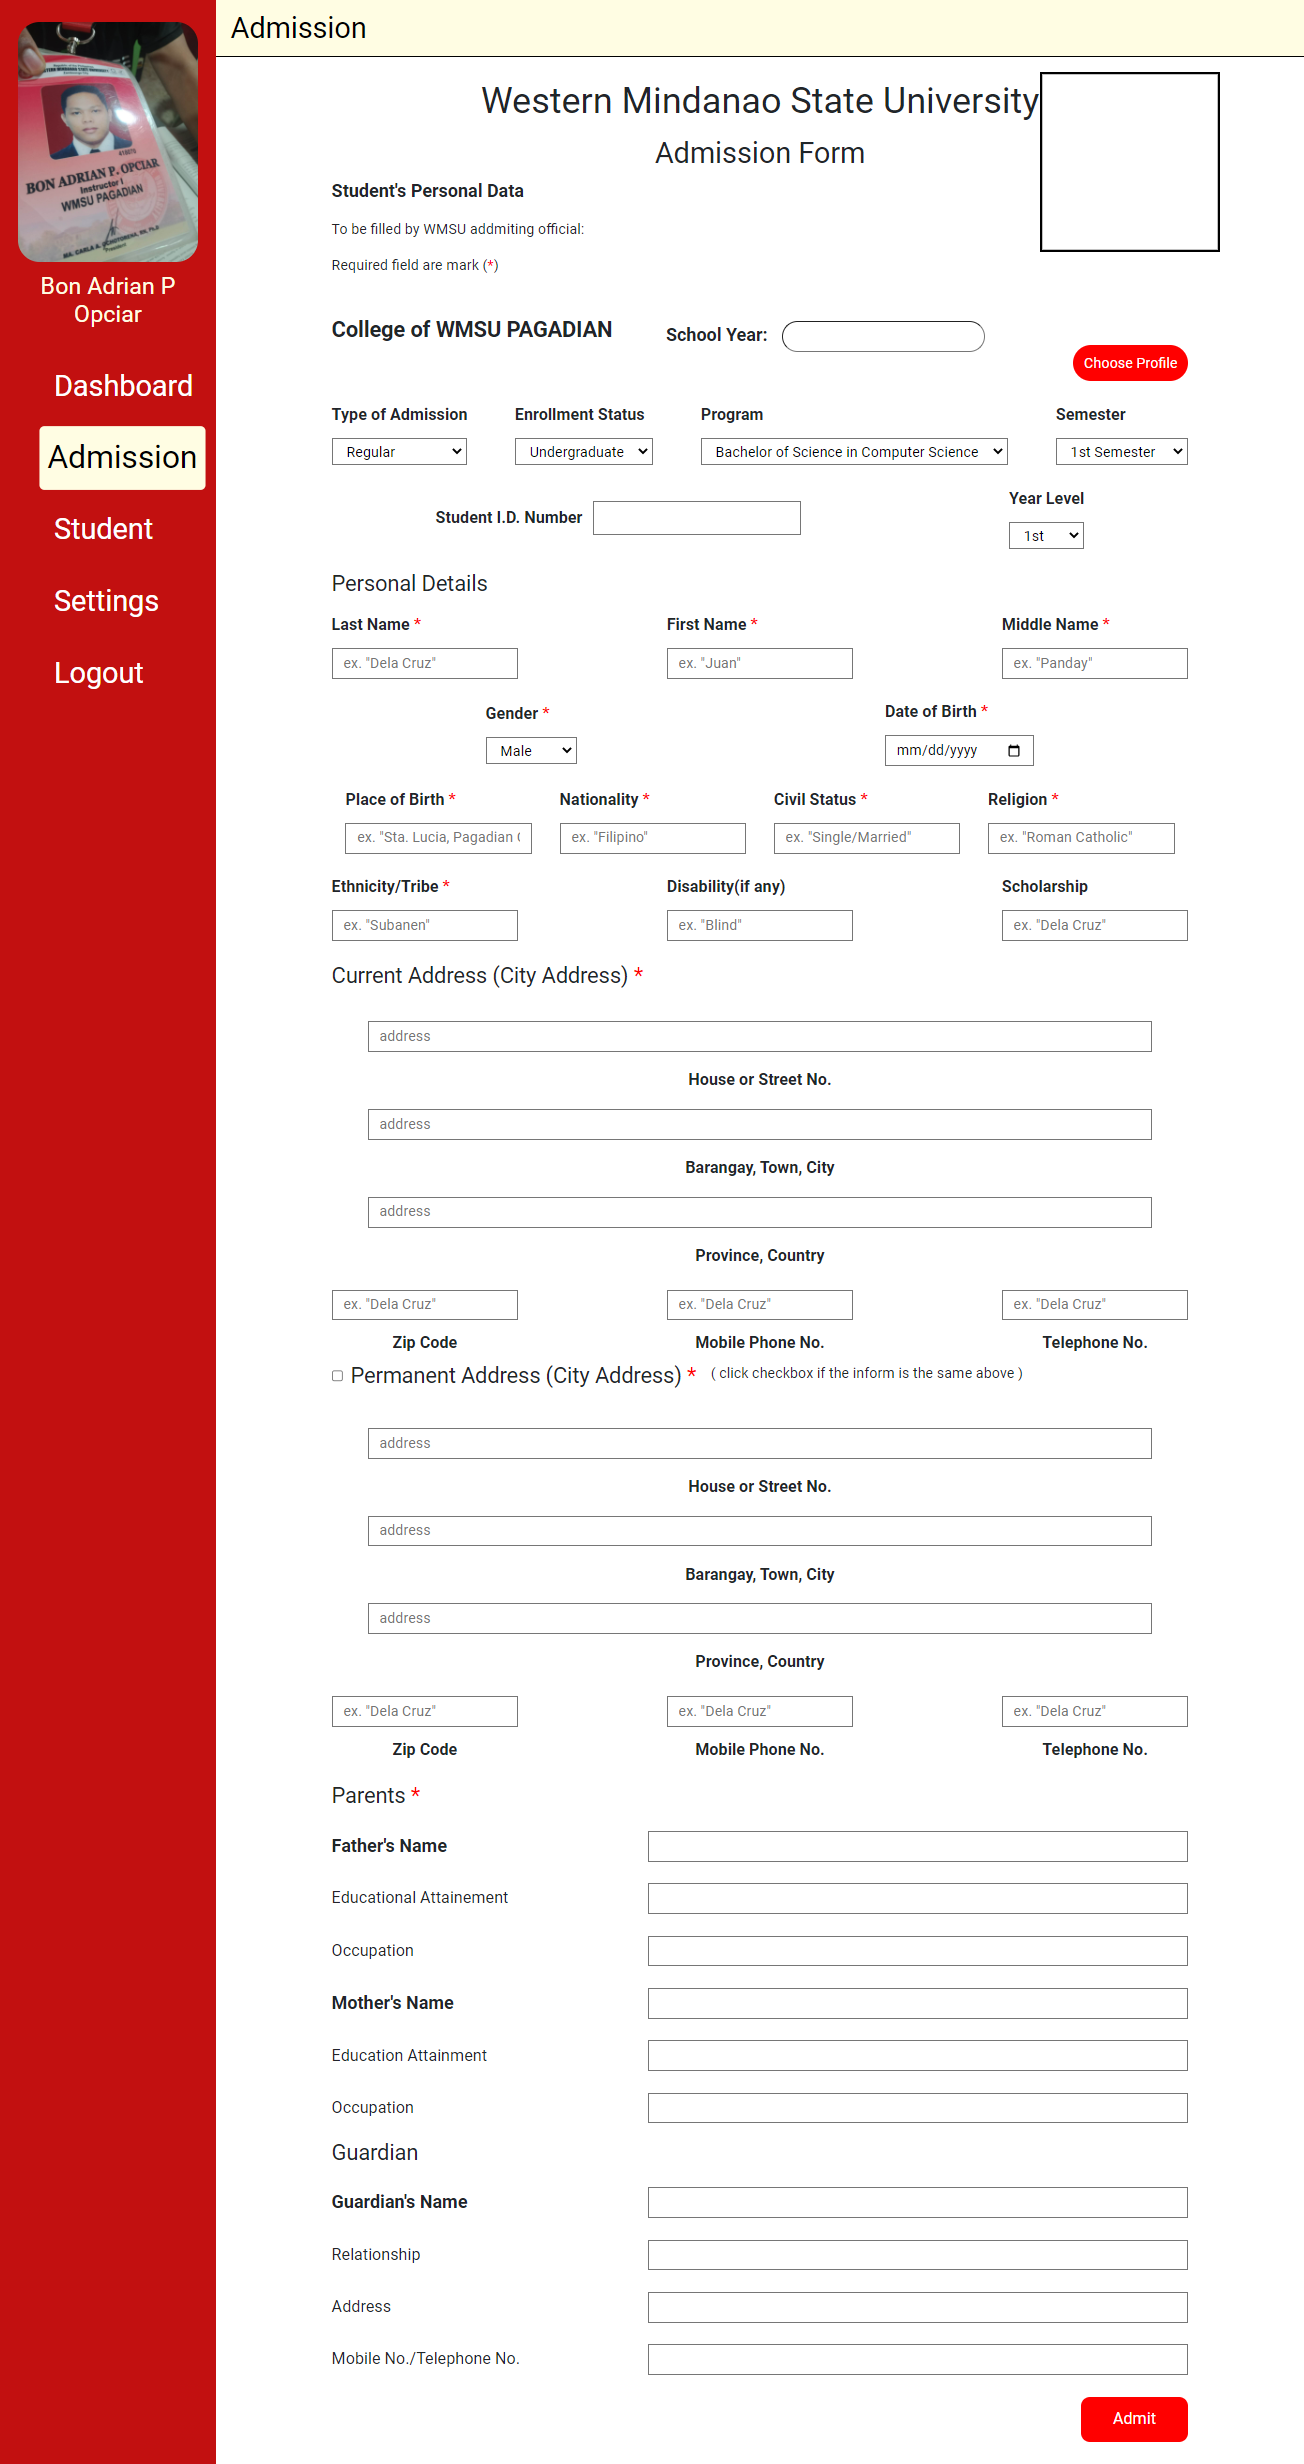 Admission
WESTERN MINDANAO STATE UNIVERSITY
BON ADRIAN P. OPCIAR
Instructor I
WMSU PAGADIAN
President
Bon Adrian P
Opciar
Dashboard
Admission
Student
Settings
Logout
Western Mindanao State University
Admission Form
Student's Personal Data
To be filled by WMSU addmiting official:
Required field are mark (*)
College of WMSU PAGADIAN School Year:
Choose Profile
Type of Admission Enrollment Status Program Semester
Regular Undergraduate Bachelor of Science in Computer Science 1st Semester
Year Level
Student I.D. Number
1st
Personal Details
Last Name * First Name * Middle Name *
ex. "Dela Cruz" ex. "Juan" ex. "Panday"
Gender * Date of Birth *
Male mm/dd/yyyy
Place of Birth * Nationality * Civil Status * Religion *
ex. "Sta. Lucia, Pagadian ex. "Filipino" ex. "Single/Married" ex. "Roman Catholic"
Ethnicity/Tribe * Disability(if any) Scholarship
ex. "Subanen" ex. "Blind" ex. "Dela Cruz"
Current Address (City Address) *
address
House or Street No.
address
Barangay, Town, City
address
Province, Country
ex. "Dela Cruz" ex. "Dela Cruz" ex. "Dela Cruz"
Zip Code Mobile Phone No. Telephone No.
Permanent Address (City Address) * ( click checkbox if the inform is the same above )
address
House or Street No.
address
Barangay, Town, City
address
Province, Country
ex. "Dela Cruz" ex. "Dela Cruz" ex. "Dela Cruz"
Zip Code Mobile Phone No. Telephone No.
Parents *
Father's Name
Educational Attainement
Occupation
Mother's Name
Education Attainment
Occupation
Guardian
Guardian's Name
Relationship
Address
Mobile No./Telephone No.
Admit